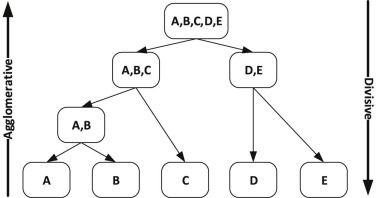 A,B,C,D,E
A,B,C
D,E
A,B
A
B
C
D
E
Agglomerative
Divisive